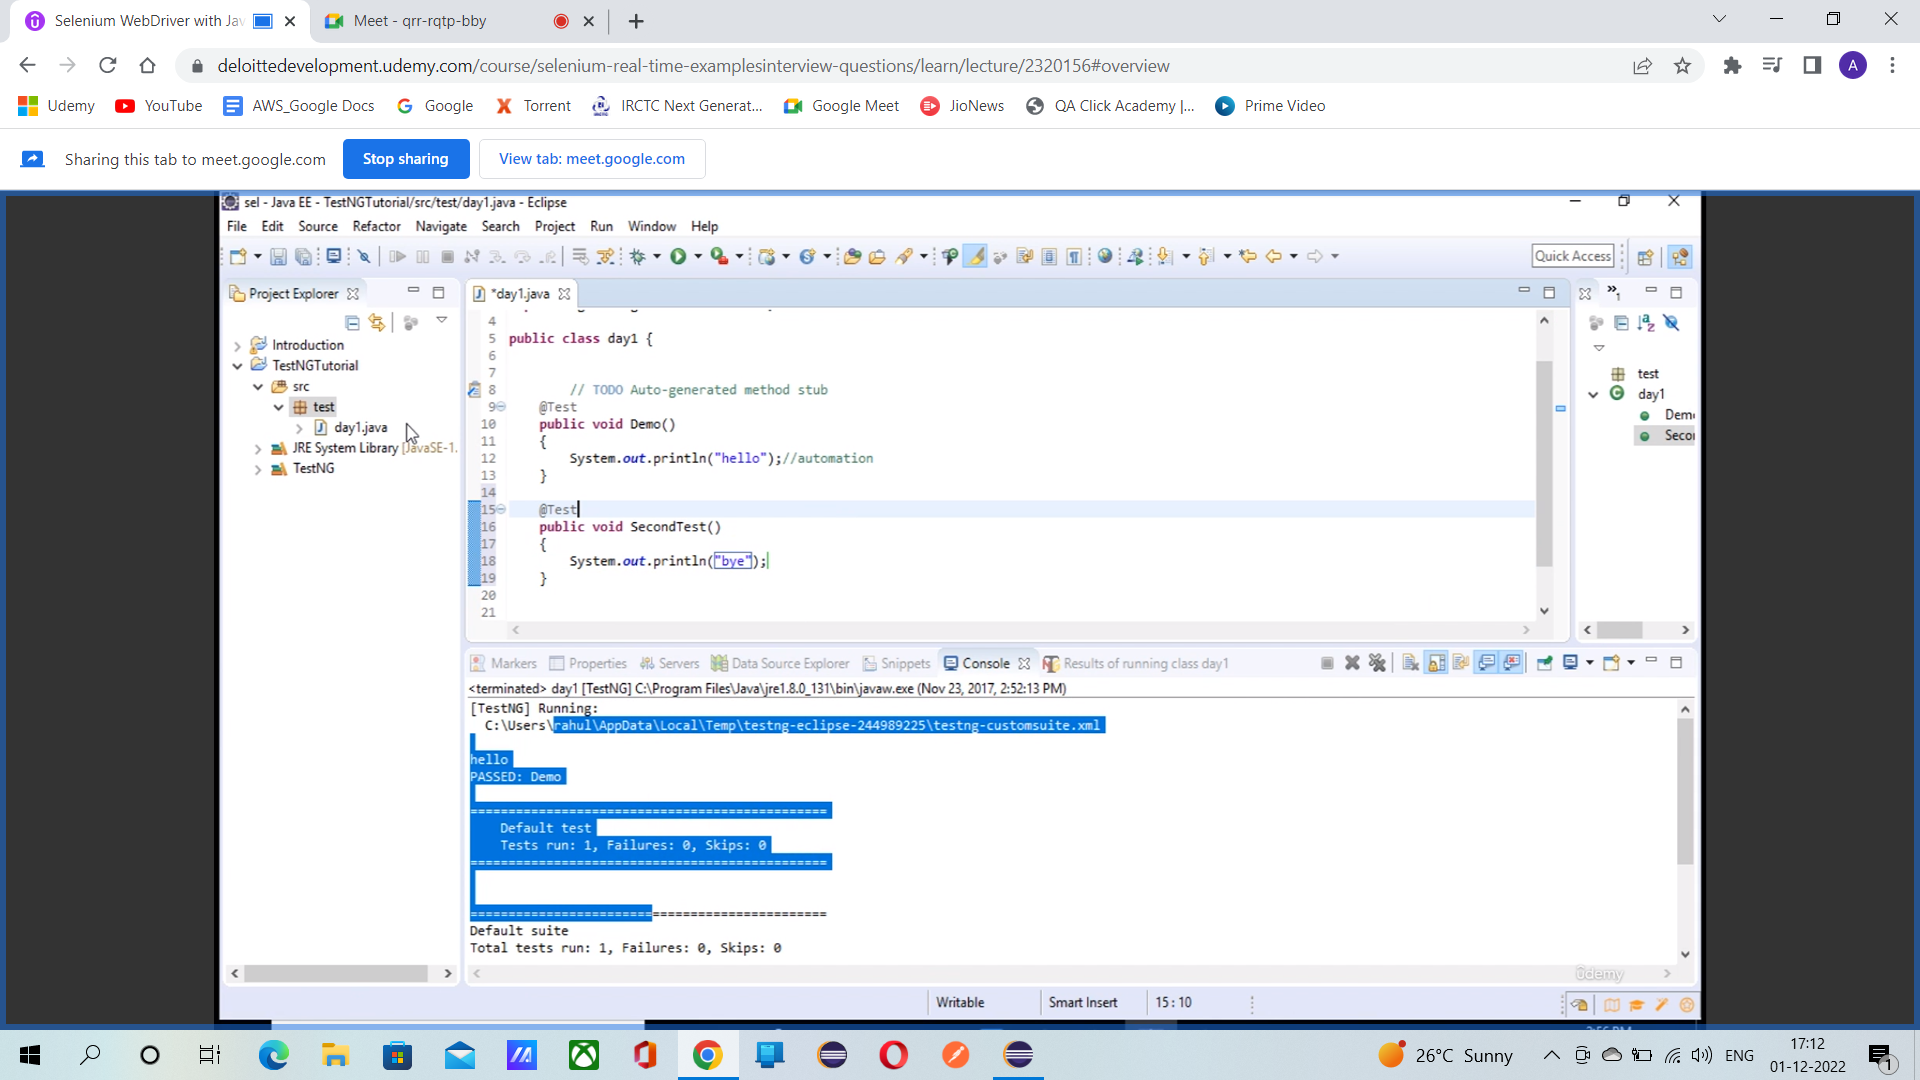 Selenium WebDriver with Jav
Meet - qrr-rqtp-bby
deloittedevelopment.udemy.com/course/selenium-real-time-examplesinterview-questions/learn/lecture/2320156#overview
A
Udemy
YouTube
AWS_Google Docs
Google
Torrent
IRCTC Next Generat...
Google Meet
JioNews
QA Click Academy |...
Prime Video
Sharing this tab to meet.google.com
Stop sharing
View tab: meet.google.com
sel - Java EE - TestNGTutorial/src/test/day1.java - Eclipse
File Edit Source Refactor Navigate Search Project Run Window Help
Quick Access
Project Explorer
*day1.java
Introduction
TestNGTutorial
src
test
day1.java
JRE System Library [JavaSE-1.
TestNG
4
5 public class day1 {
6
7
8 // TODO Auto-generated method stub
9 @Test
10 public void Demo()
11 {
12 System.out.println("hello");//automation
13 }
14
15 @Test
16 public void SecondTest()
17 {
18 System.out.println("bye");
19 }
20
21
test
day1
Demo
Secon
Markers Properties Servers Data Source Explorer Snippets Console Results of running class day1
<terminated> day1 [TestNG] C:\Program Files\Java\jre1.8.0_131\bin\javaw.exe (Nov 23, 2017, 2:52:13 PM)
[TestNG] Running:
C:\Users\rahul\AppData\Local\Temp\testng-eclipse-244989225\testng-customsuite.xml
hello
PASSED: Demo
===============================================
Default test
Tests run: 1, Failures: 0, Skips: 0
===============================================
===============================================
Default suite
Total tests run: 1, Failures: 0, Skips: 0
ûdemy
Writable
Smart Insert
15 : 10
26°C Sunny
ENG
17:12
01-12-2022
1